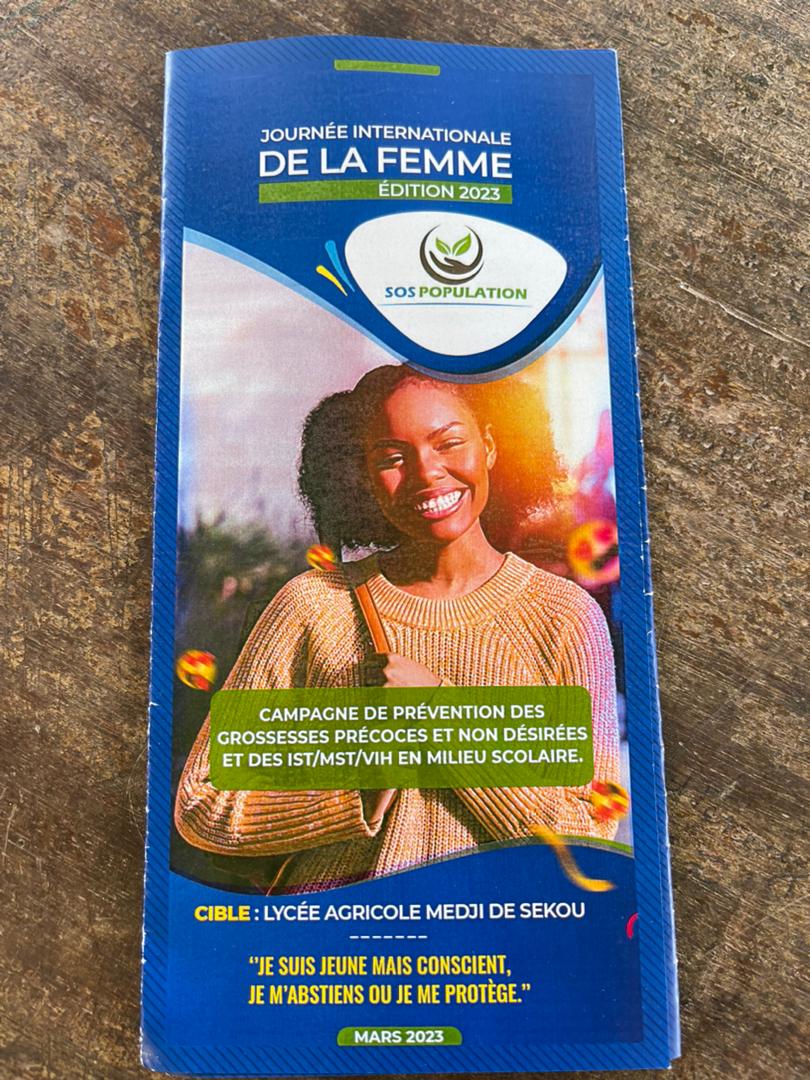 JOURNÉE INTERNATIONALE
DE LA FEMME
ÉDITION 2023
SOS POPULATION
CAMPAGNE DE PRÉVENTION DES
GROSSESSES PRÉCOCES ET NON DÉSIRÉES
ET DES IST/MST/VIH EN MILIEU SCOLAIRE.
CIBLE : LYCÉE AGRICOLE MEDJI DE SEKOU
-------
‘’JE SUIS JEUNE MAIS CONSCIENT,
JE M’ABSTIENS OU JE ME PROTÈGE.”
MARS 2023